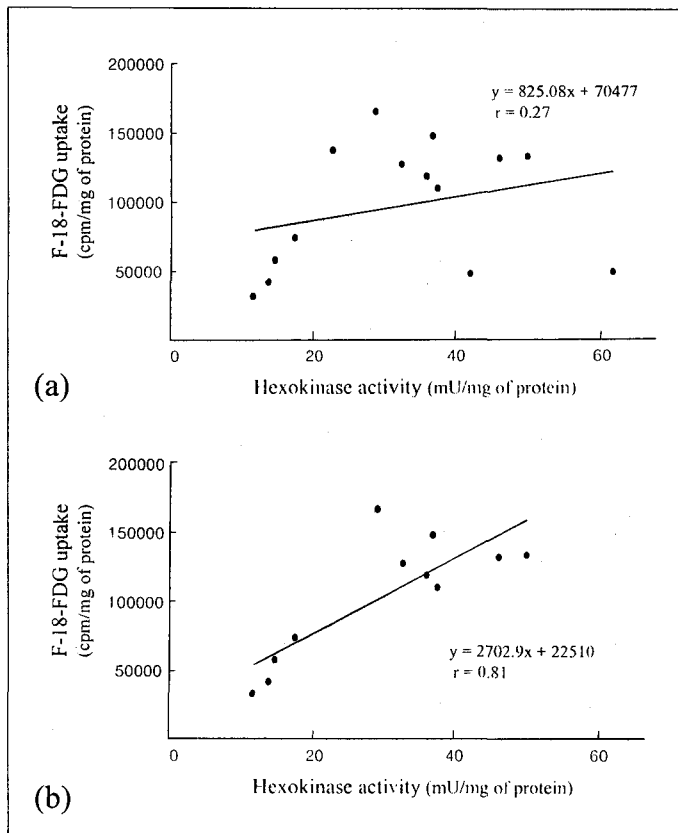 200000
150000
100000
50000
F-18-FDG uptake
(cpm/mg of protein)
y = 825.08x + 70477
r = 0.27
0 20 40 60
Hexokinase activity (mU/mg of protein)
(a)
200000
150000
100000
50000
F-18-FDG uptake
(cpm/mg of protein)
y = 2702.9x + 22510
r = 0.81
0 20 40 60
Hexokinase activity (mU/mg of protein)
(b)